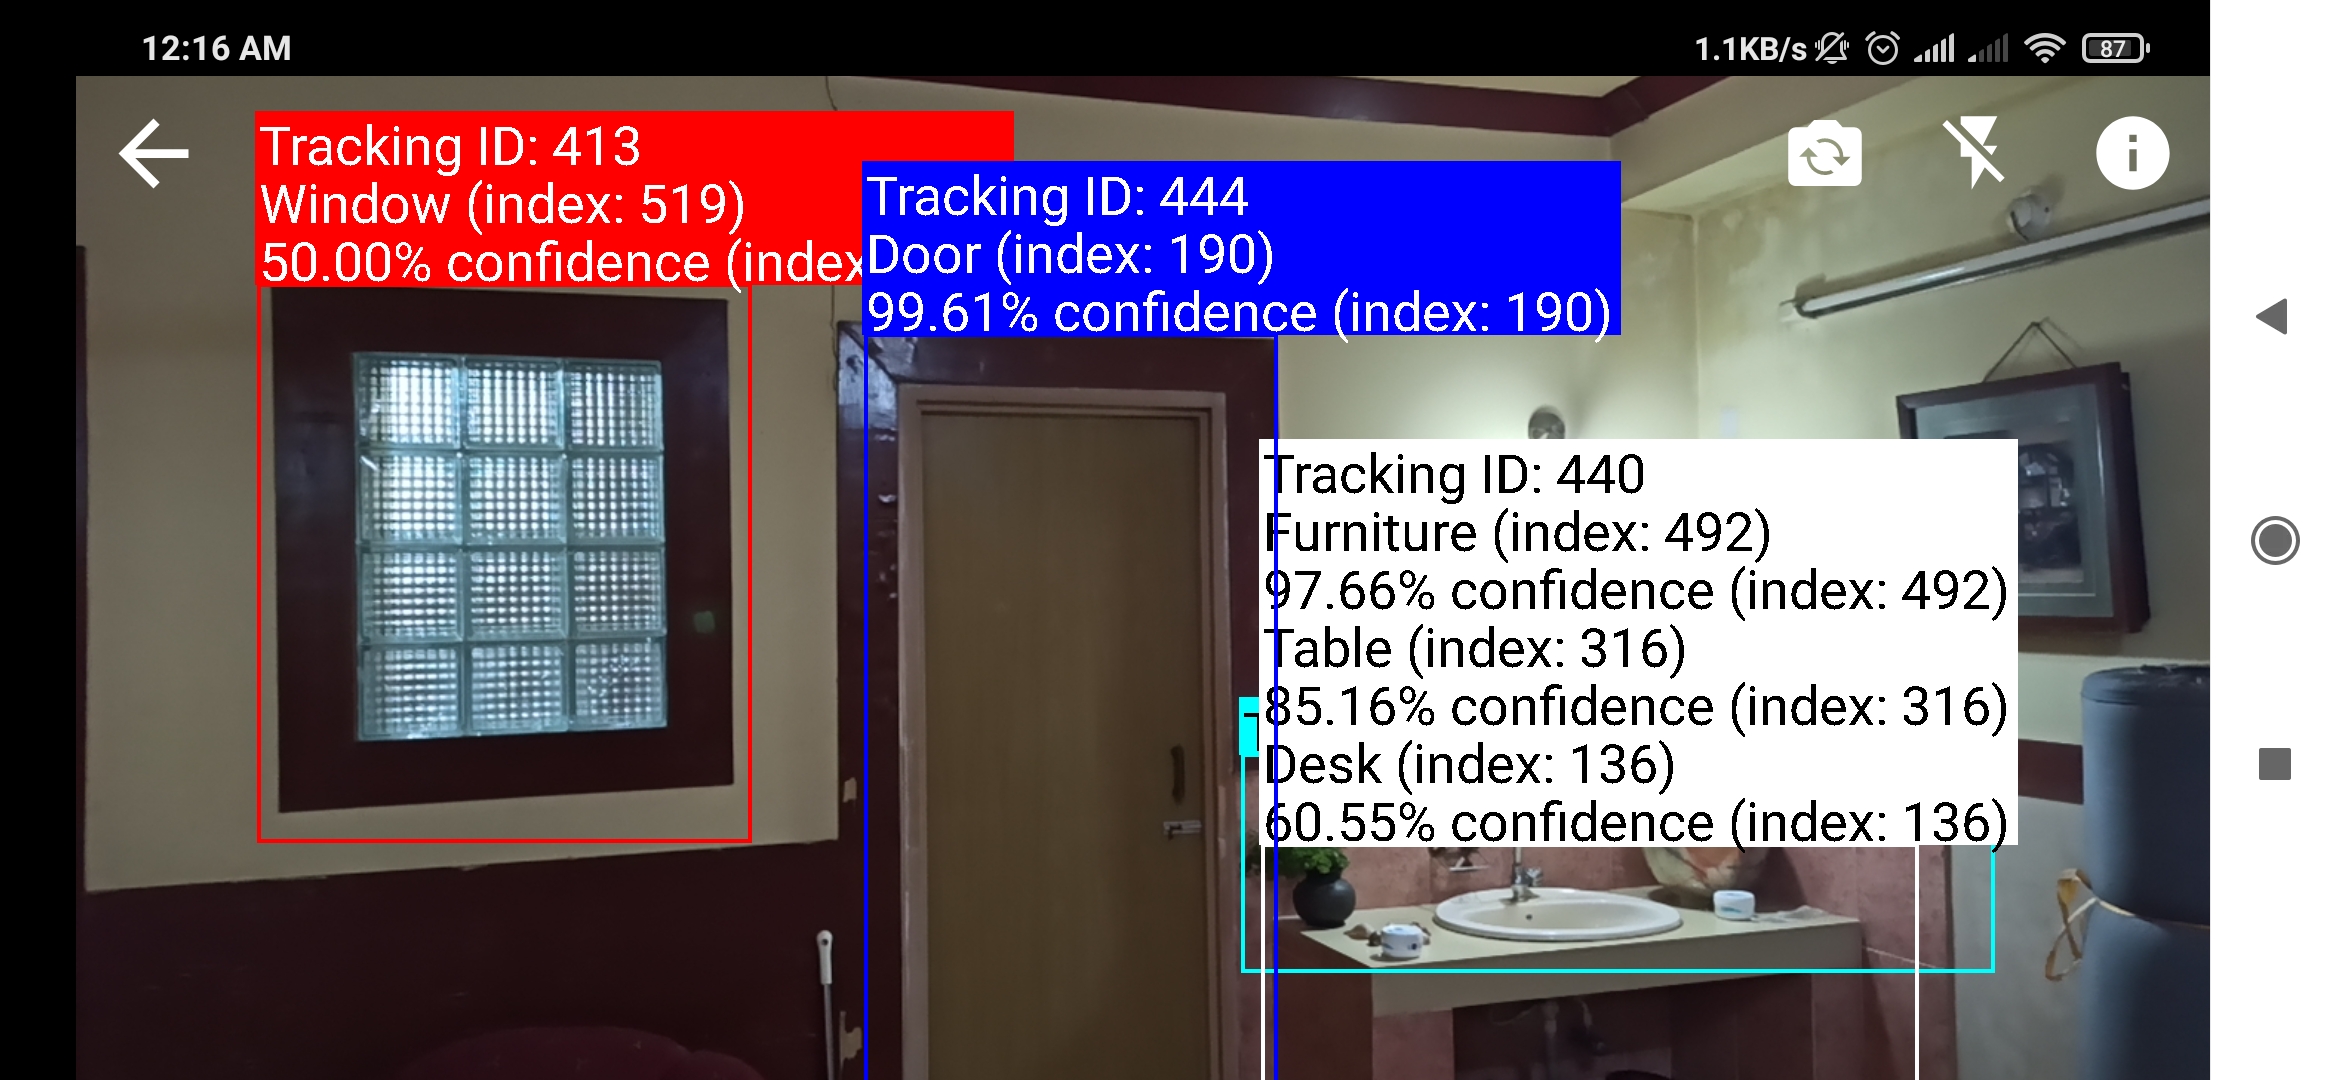 12:16 AM
1.1KB/s
87
Tracking ID: 413
Window (index: 519)
50.00% confidence (index
Tracking ID: 444
Door (index: 190)
99.61% confidence (index: 190)
Tracking ID: 440
Furniture (index: 492)
97.66% confidence (index: 492)
Table (index: 316)
85.16% confidence (index: 316)
Desk (index: 136)
60.55% confidence (index: 136)